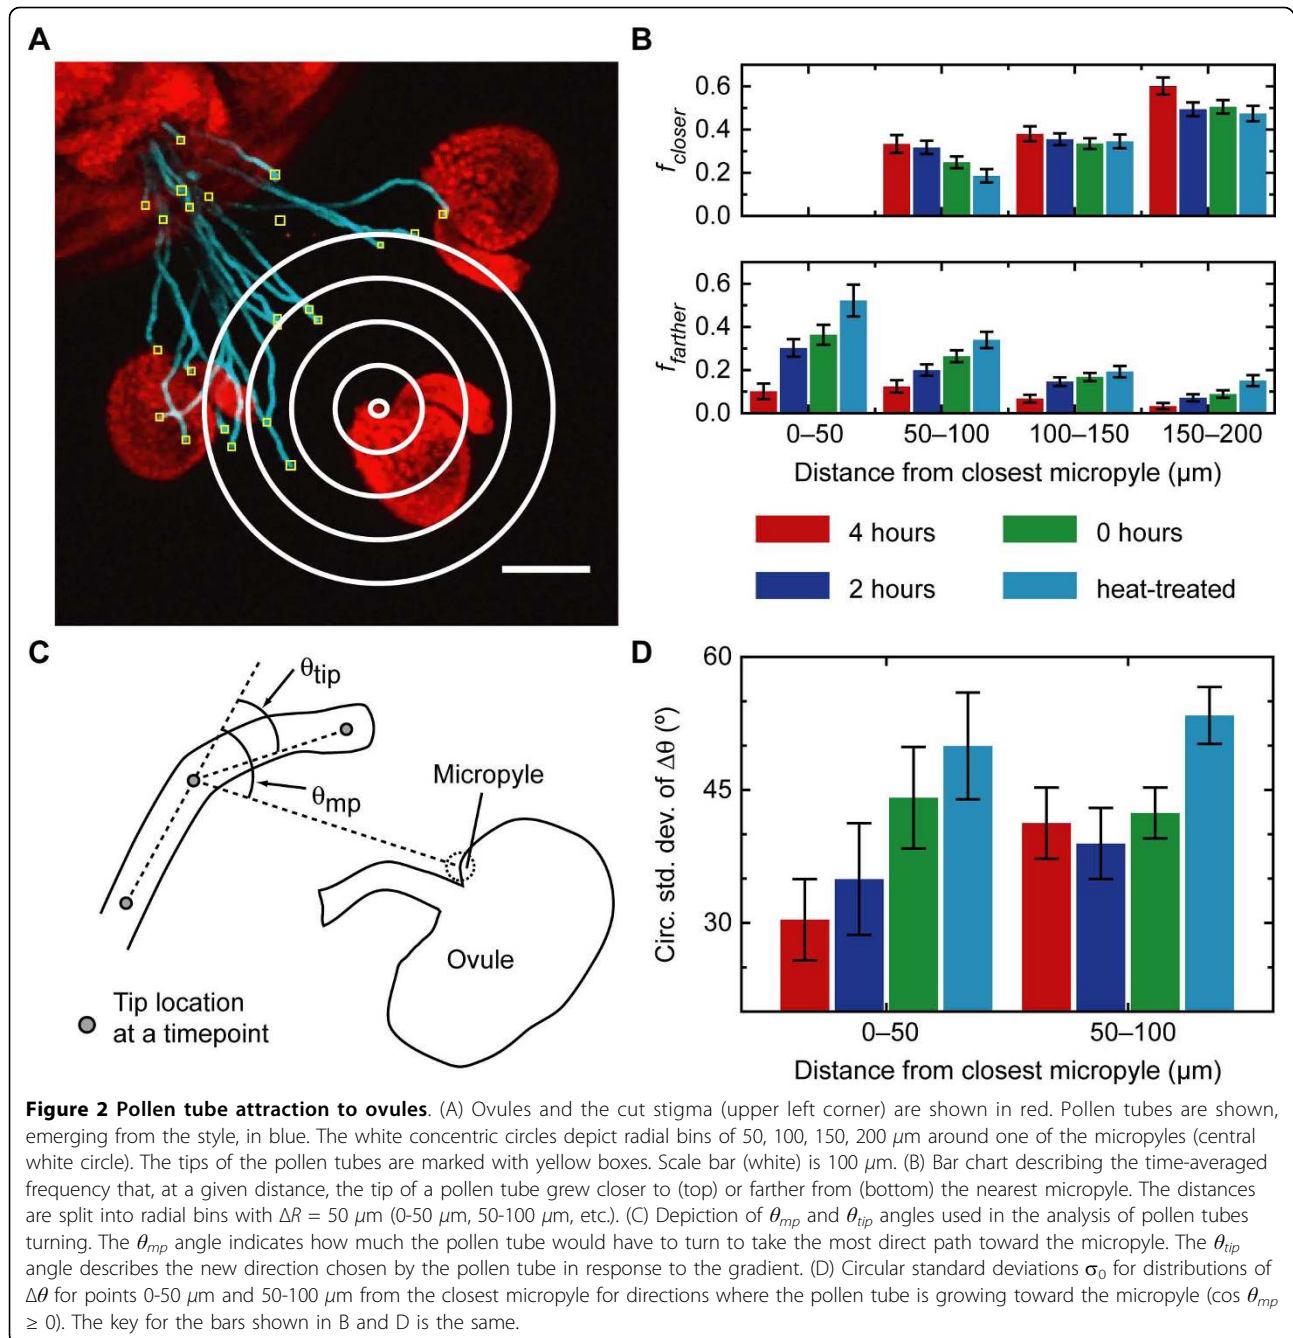 A
B
f_closer
0.6
0.4
0.2
0.0
f_farther
0.6
0.4
0.2
0.0
0–50
50–100
100–150
150–200
Distance from closest micropyle (µm)
4 hours
0 hours
2 hours
heat-treated
C
θtip
θmp
Micropyle
Ovule
Tip location
at a timepoint
D
Circ. std. dev. of Δθ (º)
60
45
30
0–50
50–100
Distance from closest micropyle (µm)
Figure 2 Pollen tube attraction to ovules. (A) Ovules and the cut stigma (upper left corner) are shown in red. Pollen tubes are shown,
emerging from the style, in blue. The white concentric circles depict radial bins of 50, 100, 150, 200 µm around one of the micropyles (central
white circle). The tips of the pollen tubes are marked with yellow boxes. Scale bar (white) is 100 µm. (B) Bar chart describing the time-averaged
frequency that, at a given distance, the tip of a pollen tube grew closer to (top) or farther from (bottom) the nearest micropyle. The distances
are split into radial bins with ΔR = 50 µm (0-50 µm, 50-100 µm, etc.). (C) Depiction of θmp and θtip angles used in the analysis of pollen tubes
turning. The θmp angle indicates how much the pollen tube would have to turn to take the most direct path toward the micropyle. The θtip
angle describes the new direction chosen by the pollen tube in response to the gradient. (D) Circular standard deviations σ0 for distributions of
Δθ for points 0-50 µm and 50-100 µm from the closest micropyle for directions where the pollen tube is growing toward the micropyle (cos θmp
≥ 0). The key for the bars shown in B and D is the same.